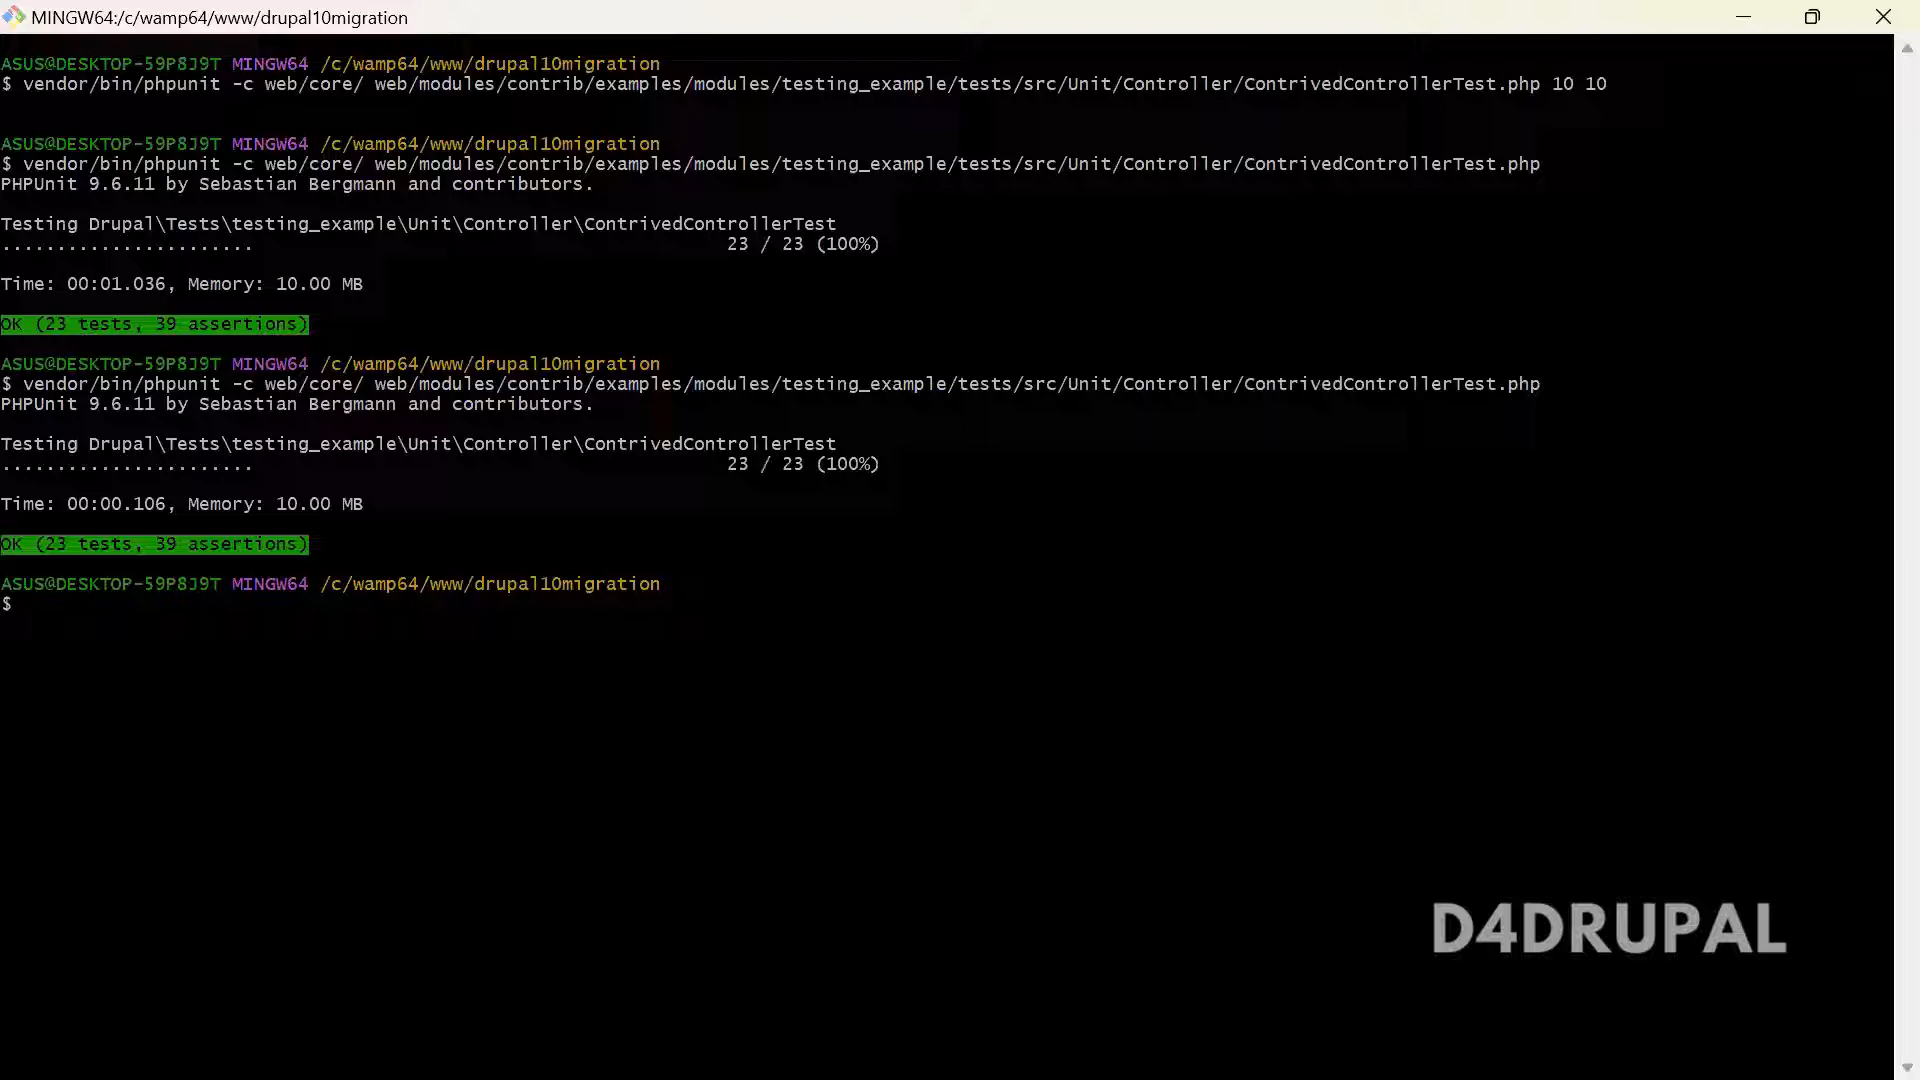 MINGW64:/c/wamp64/www/drupal10migration
ASUS@DESKTOP-59P8J9T MINGW64 /c/wamp64/www/drupal10migration
$ vendor/bin/phpunit -c web/core/ web/modules/contrib/examples/modules/testing_example/tests/src/Unit/Controller/ContrivedControllerTest.php 10 10
ASUS@DESKTOP-59P8J9T MINGW64 /c/wamp64/www/drupal10migration
$ vendor/bin/phpunit -c web/core/ web/modules/contrib/examples/modules/testing_example/tests/src/Unit/Controller/ContrivedControllerTest.php
PHPUnit 9.6.11 by Sebastian Bergmann and contributors.
Testing Drupal\Tests\testing_example\Unit\Controller\ContrivedControllerTest
....................... 23 / 23 (100%)
Time: 00:01.036, Memory: 10.00 MB
OK (23 tests, 39 assertions)
ASUS@DESKTOP-59P8J9T MINGW64 /c/wamp64/www/drupal10migration
$ vendor/bin/phpunit -c web/core/ web/modules/contrib/examples/modules/testing_example/tests/src/Unit/Controller/ContrivedControllerTest.php
PHPUnit 9.6.11 by Sebastian Bergmann and contributors.
Testing Drupal\Tests\testing_example\Unit\Controller\ContrivedControllerTest
....................... 23 / 23 (100%)
Time: 00:00.106, Memory: 10.00 MB
OK (23 tests, 39 assertions)
ASUS@DESKTOP-59P8J9T MINGW64 /c/wamp64/www/drupal10migration
$
D4DRUPAL